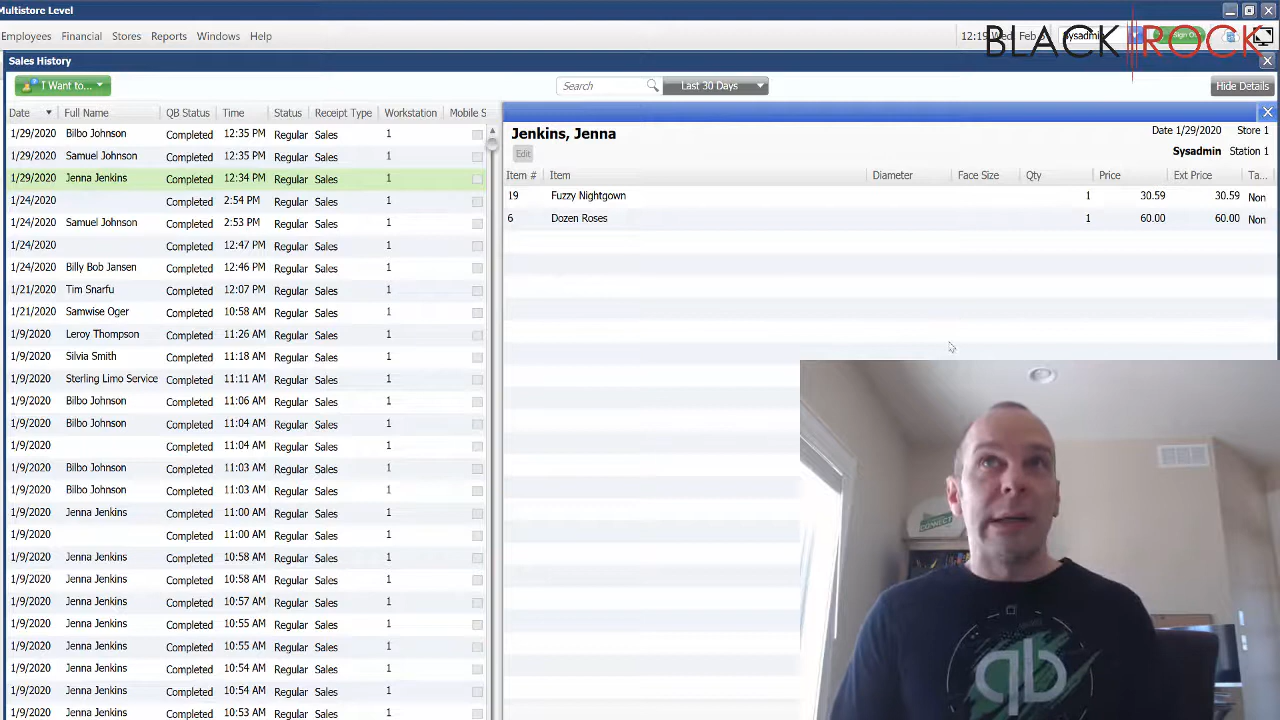 Multistore Level
Employees Financial Stores Reports Windows Help
12:19 Wed, Feb Sysadmin Sign Out
BLACK ROCK
Sales History
I Want to...
Search
Last 30 Days
Hide Details
Date Full Name QB Status Time Status Receipt Type Workstation Mobile S
1/29/2020 Bilbo Johnson Completed 12:35 PM Regular Sales 1
1/29/2020 Samuel Johnson Completed 12:35 PM Regular Sales 1
1/29/2020 Jenna Jenkins Completed 12:34 PM Regular Sales 1
1/24/2020 Completed 2:54 PM Regular Sales 1
1/24/2020 Samuel Johnson Completed 2:53 PM Regular Sales 1
1/24/2020 Completed 12:47 PM Regular Sales 1
1/24/2020 Billy Bob Jansen Completed 12:46 PM Regular Sales 1
1/21/2020 Tim Snarfu Completed 12:07 PM Regular Sales 1
1/21/2020 Samwise Oger Completed 10:58 AM Regular Sales 1
1/9/2020 Leroy Thompson Completed 11:26 AM Regular Sales 1
1/9/2020 Silvia Smith Completed 11:18 AM Regular Sales 1
1/9/2020 Sterling Limo Service Completed 11:11 AM Regular Sales 1
1/9/2020 Bilbo Johnson Completed 11:06 AM Regular Sales 1
1/9/2020 Bilbo Johnson Completed 11:04 AM Regular Sales 1
1/9/2020 Completed 11:04 AM Regular Sales 1
1/9/2020 Bilbo Johnson Completed 11:03 AM Regular Sales 1
1/9/2020 Bilbo Johnson Completed 11:03 AM Regular Sales 1
1/9/2020 Jenna Jenkins Completed 11:00 AM Regular Sales 1
1/9/2020 Completed 11:00 AM Regular Sales 1
1/9/2020 Jenna Jenkins Completed 10:58 AM Regular Sales 1
1/9/2020 Jenna Jenkins Completed 10:58 AM Regular Sales 1
1/9/2020 Jenna Jenkins Completed 10:57 AM Regular Sales 1
1/9/2020 Jenna Jenkins Completed 10:55 AM Regular Sales 1
1/9/2020 Jenna Jenkins Completed 10:55 AM Regular Sales 1
1/9/2020 Jenna Jenkins Completed 10:54 AM Regular Sales 1
1/9/2020 Jenna Jenkins Completed 10:54 AM Regular Sales 1
1/9/2020 Jenna Jenkins Completed 10:53 AM Regular Sales 1
Jenkins, Jenna
Date 1/29/2020 Store 1
Edit
Sysadmin Station 1
Item # Item Diameter Face Size Qty Price Ext Price Ta...
19 Fuzzy Nightgown 1 30.59 30.59 Non
6 Dozen Roses 1 60.00 60.00 Non
CONNECT
qb